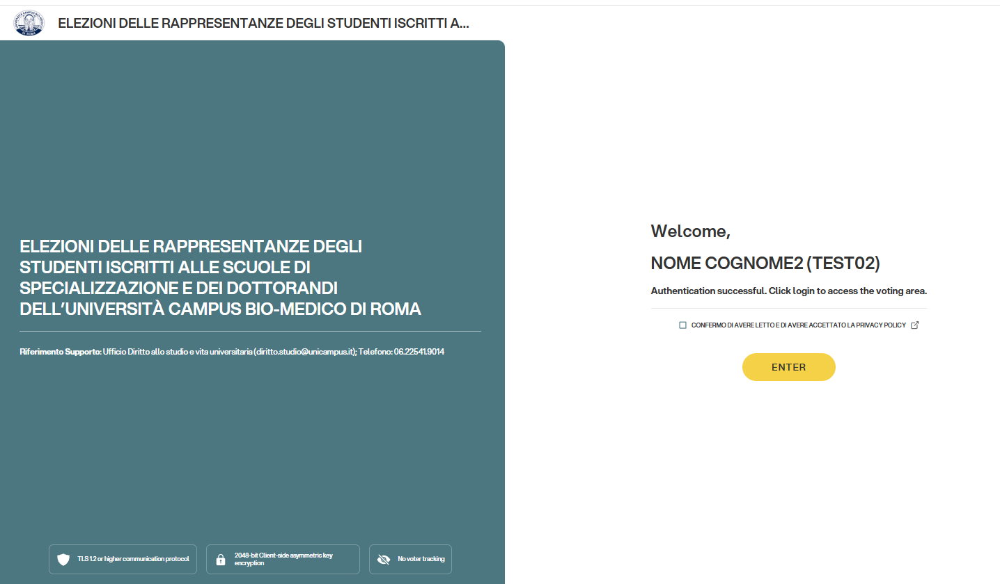 ELEZIONI DELLE RAPPRESENTANZE DEGLI STUDENTI ISCRITTI A...
ELEZIONI DELLE RAPPRESENTANZE DEGLI
STUDENTI ISCRITTI ALLE SCUOLE DI
SPECIALIZZAZIONE E DEI DOTTORANDI
DELL’UNIVERSITÀ CAMPUS BIO-MEDICO DI ROMA
Riferimento Supporto: Ufficio Diritto allo studio e vita universitaria (diritto.studio@unicampus.it); Telefono: 06.22541.9014
TLS 1.2 or higher communication protocol
2048-bit Client-side asymmetric key
encryption
No voter tracking
Welcome,
NOME COGNOME2 (TEST02)
Authentication successful. Click login to access the voting area.
CONFERMO DI AVERE LETTO E DI AVERE ACCETTATO LA PRIVACY POLICY
ENTER